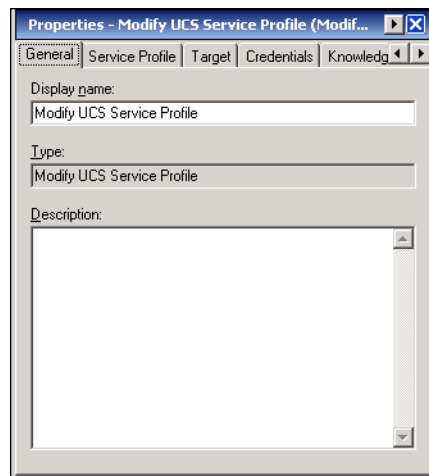 Properties - Modify UCS Service Profile (Modif...
General Service Profile Target Credentials Knowledg
Display name:
Modify UCS Service Profile
Type:
Modify UCS Service Profile
Description: